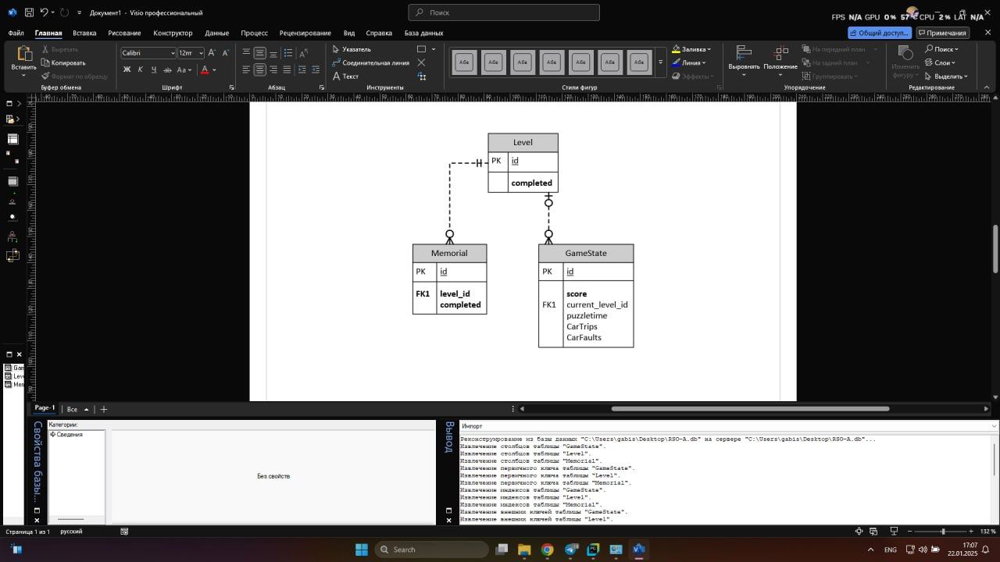 Документ1 - Visio профессиональный
Поиск
FPS N/A GPU 0 % 57°C CPU 2 % LAT N/A
Файл Главная Вставка Рисование Конструктор Данные Процесс Рецензирование Вид Справка База данных
Общий доступ... Примечания
Вставить
Вырезать
Копировать
Формат по образцу
Буфер обмена
Calibri 12пт
Шрифт
Абзац
Указатель
Соединительная линия
Текст
Инструменты
Абв Абв Абв Абв Абв Абв Абв
Стили фигур
Заливка
Линия
Эффекты
Выровнять Положение
На передний план
На задний план
Группировать
Упорядочение
Изменить фигуру
Поиск
Слои
Выделить
Редактирование
Level
PK id
completed
Memorial
PK id
FK1 level_id
completed
GameState
PK id
score
FK1 current_level_id
puzzletime
CarTrips
CarFaults
Gam
Lev
Mem
Page-1 Все
Свойства базы...
Категории:
Сведения
Без свойств
Вывод
Импорт
Реконструирование из базы данных "C:\Users\gabis\Desktop\RSO-A.db" на сервере "C:\Users\gabis\Desktop\RSO-A.db"...
Извлечение столбцов таблицы "GameState".
Извлечение столбцов таблицы "Level".
Извлечение столбцов таблицы "Memorial".
Извлечение первичного ключа таблицы "GameState".
Извлечение первичного ключа таблицы "Level".
Извлечение первичного ключа таблицы "Memorial".
Извлечение индексов таблицы "GameState".
Извлечение индексов таблицы "Level".
Извлечение индексов таблицы "Memorial".
Извлечение внешних ключей таблицы "GameState".
Извлечение внешних ключей таблицы "Level".
Страница 1 из 1 русский
132 %
Search
ENG
17:07
22.01.2025